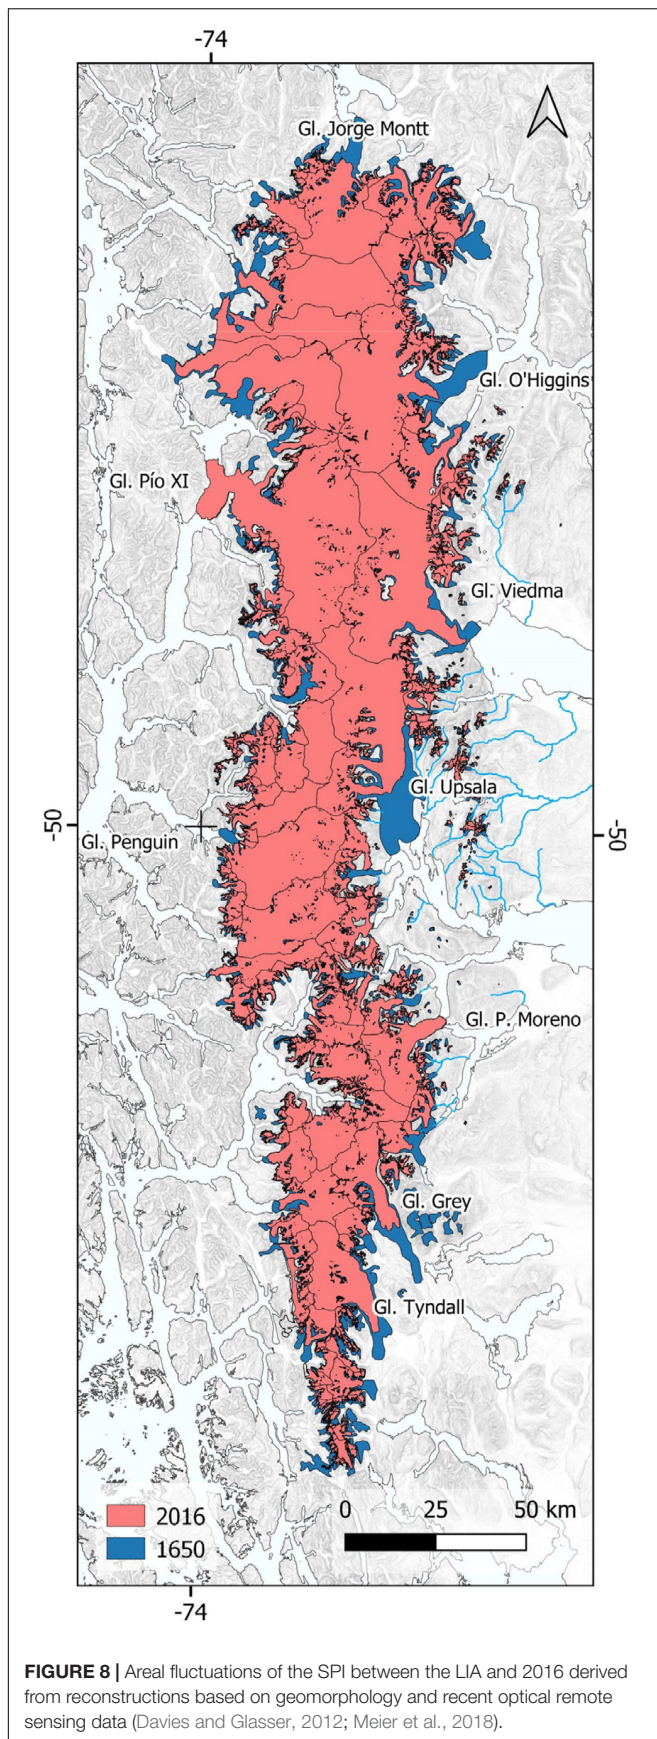 -74
Gl. Jorge Montt
Gl. O'Higgins
Gl. Pío XI
Gl. Viedma
Gl. Upsala
-50
-50
Gl. Penguin
Gl. P. Moreno
Gl. Grey
Gl. Tyndall
2016
1650
0 25 50 km
-74
FIGURE 8 | Areal fluctuations of the SPI between the LIA and 2016 derived
from reconstructions based on geomorphology and recent optical remote
sensing data (Davies and Glasser, 2012; Meier et al., 2018).